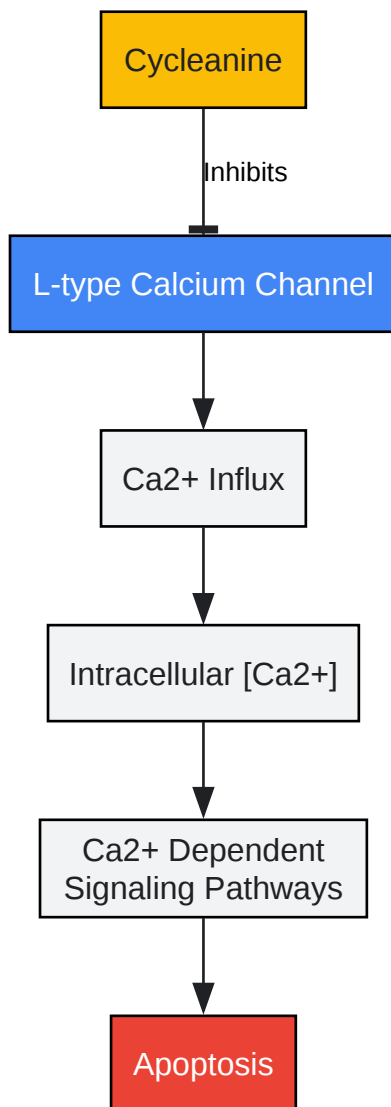 Cycleanine
Inhibits
L-type Calcium Channel
Ca2+ Influx
Intracellular [Ca2+]
Ca2+ Dependent
Signaling Pathways
Apoptosis